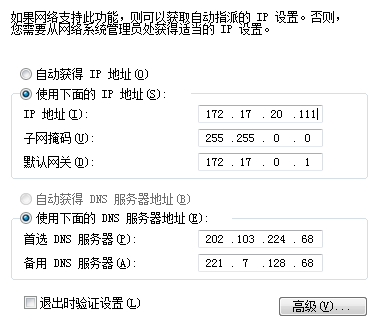 如果网络支持此功能，则可以获取自动指派的 IP 设置。否则，
您需要从网络系统管理员处获得适当的 IP 设置。
自动获得 IP 地址(O)
使用下面的 IP 地址(S):
IP 地址(I): 172 . 17 . 20 .111
子网掩码(U): 255 .255 . 0 . 0
默认网关(D): 172 . 17 . 0 . 1
自动获得 DNS 服务器地址(B)
使用下面的 DNS 服务器地址(E):
首选 DNS 服务器(P): 202 .103 .224 . 68
备用 DNS 服务器(A): 221 . 7 .128 . 68
退出时验证设置(L)
高级(V)...